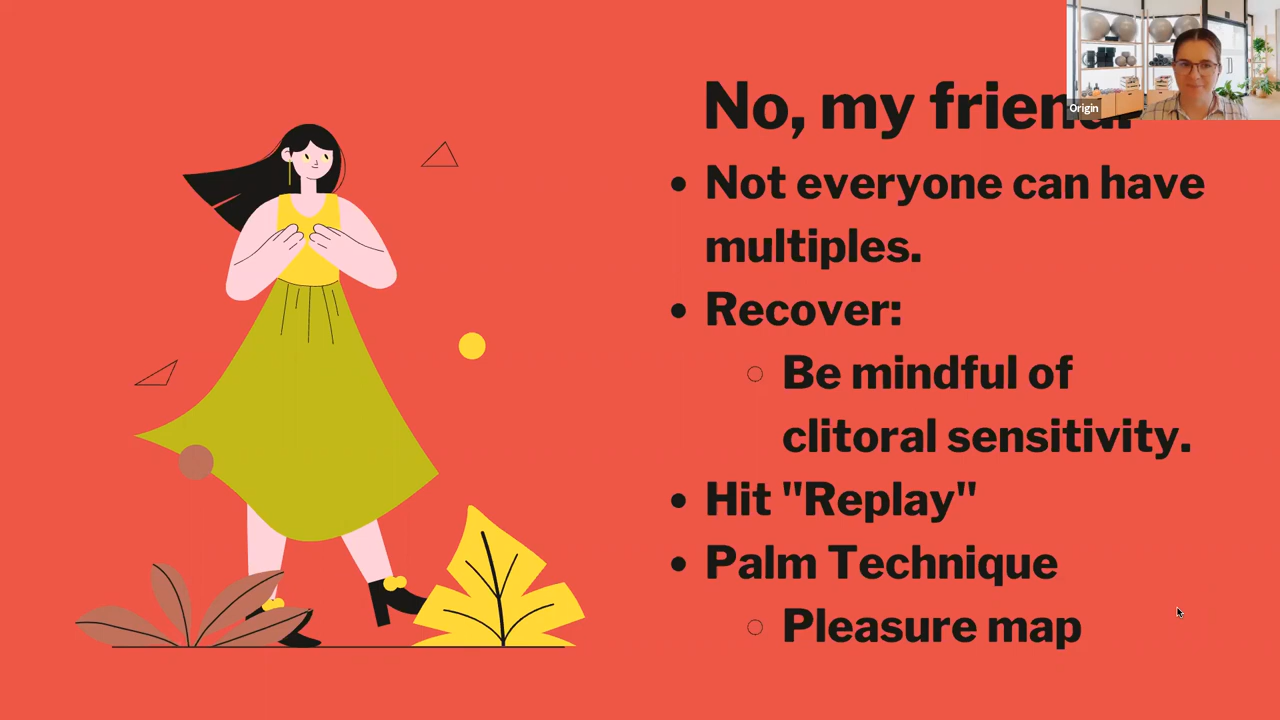 No, my friend.
Origin
• Not everyone can have
multiples.
• Recover:
○ Be mindful of
clitoral sensitivity.
• Hit "Replay"
• Palm Technique
○ Pleasure map